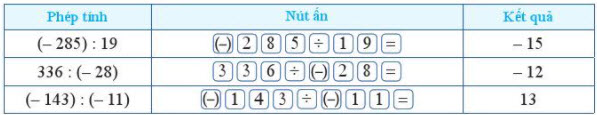 Phép tính Nút ấn Kết quả
(– 285) : 19 (–) 2 8 5 ÷ 1 9 = – 15
336 : (– 28) 3 3 6 ÷ (–) 2 8 = – 12
(– 143) : (– 11) (–) 1 4 3 ÷ (–) 1 1 = 13